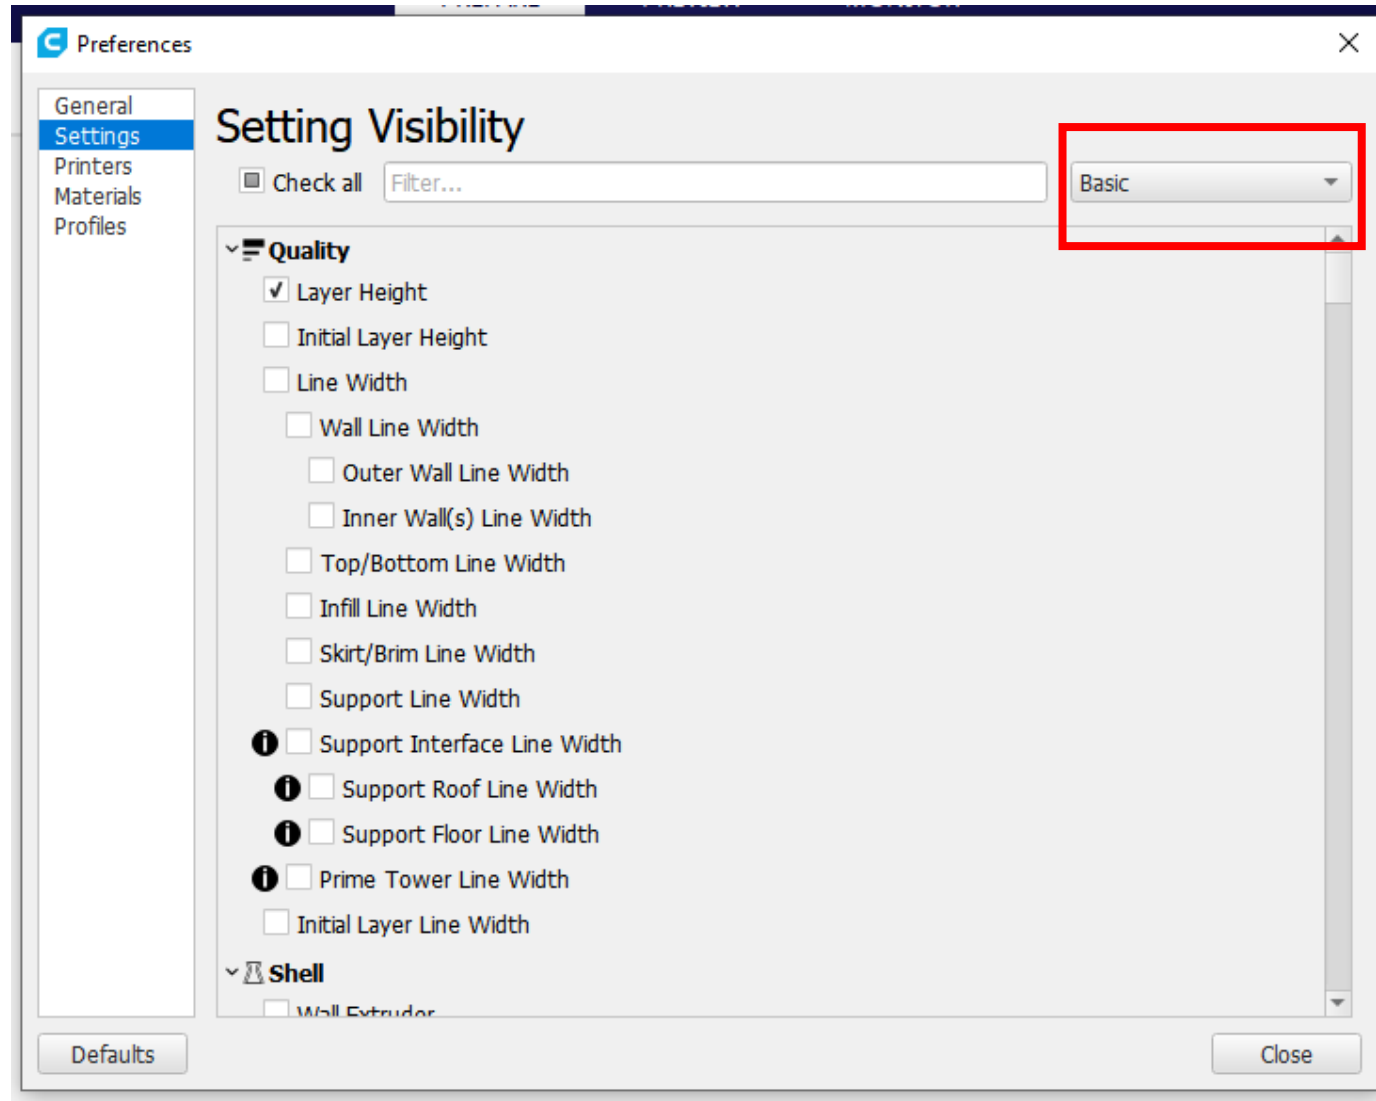 Preferences
General
Settings
Printers
Materials
Profiles
Setting Visibility
Check all
Filter...
Basic
Quality
Layer Height
Initial Layer Height
Line Width
Wall Line Width
Outer Wall Line Width
Inner Wall(s) Line Width
Top/Bottom Line Width
Infill Line Width
Skirt/Brim Line Width
Support Line Width
Support Interface Line Width
Support Roof Line Width
Support Floor Line Width
Prime Tower Line Width
Initial Layer Line Width
Shell
Wall Extruder
Defaults
Close